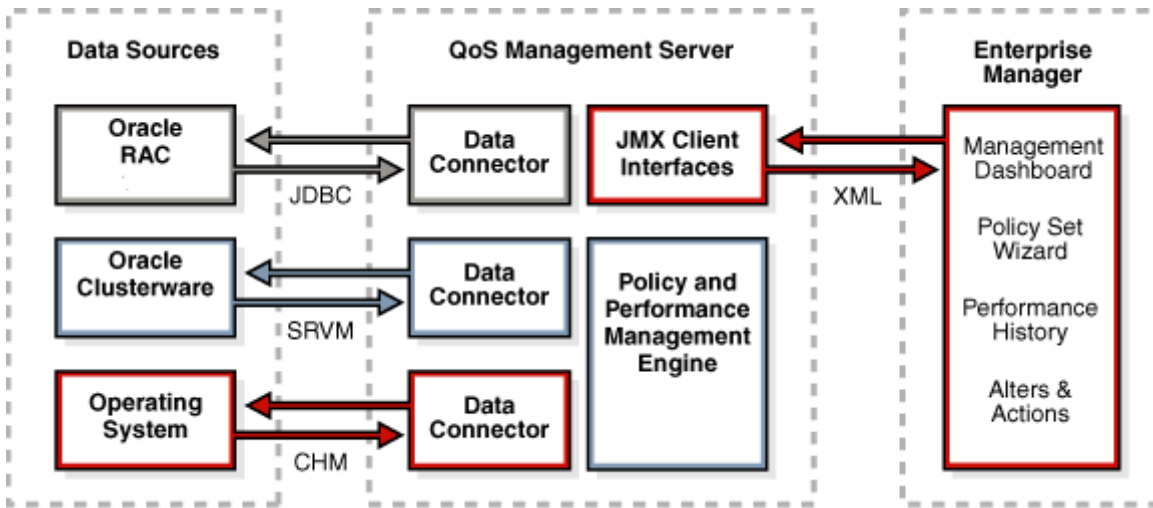 Data Sources
QoS Management Server
Enterprise
Manager
Oracle
RAC
JDBC
Data
Connector
JMX Client
Interfaces
XML
Management
Dashboard
Policy Set
Wizard
Performance
History
Alters &
Actions
Oracle
Clusterware
SRVM
Data
Connector
Policy and
Performance
Management
Engine
Operating
System
CHM
Data
Connector